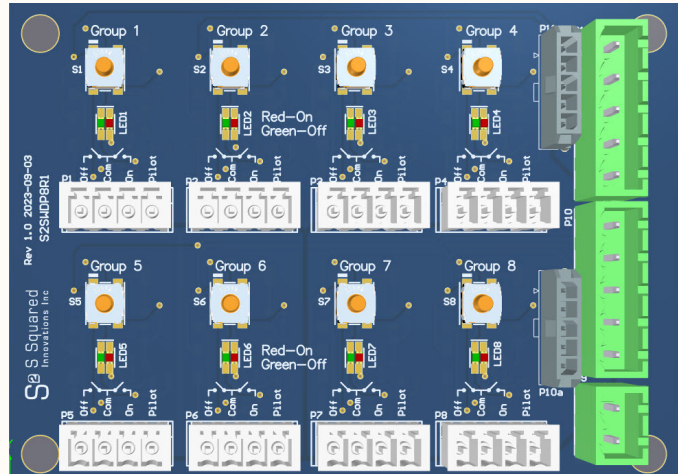 Group 1
Group 2
Group 3
Group 4
S1
S2
S3
S4
LED1
LED2
LED3
LED4
Red-On
Green-Off
Off
Com
On
Pilot
Off
Com
On
Pilot
Off
Com
On
Pilot
Off
Com
On
Pilot
P1
P3
P4
P10
Rev 1.0 2023-09-03
S2SWDP8R1
Group 5
Group 6
Group 7
Group 8
S5
S6
S7
S8
LED5
LED6
LED7
LED8
Red-On
Green-Off
S Squared
Innovations Inc
Off
Com
On
Pilot
Off
Com
On
Pilot
Off
Com
On
Pilot
Off
Com
On
Pilot
P5
P6
P7
P8
P10a